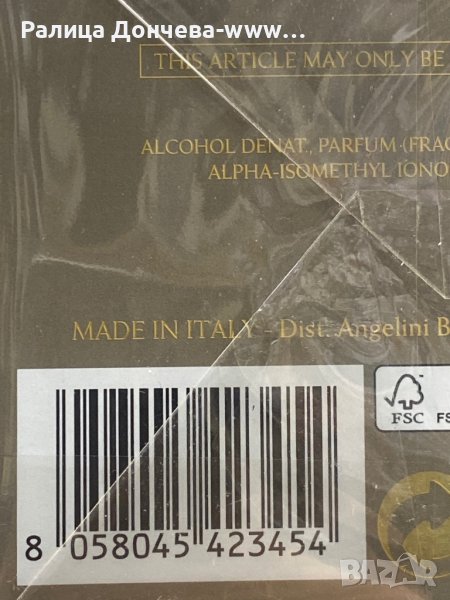 Ралица Дончева-www...
THIS ARTICLE MAY ONLY BE
ALCOHOL DENAT., PARFUM (FRAG
ALPHA-ISOMETHYL IONO
MADE IN ITALY - Dist. Angelini B
FSC FS
8 058045 423454
BAZAR